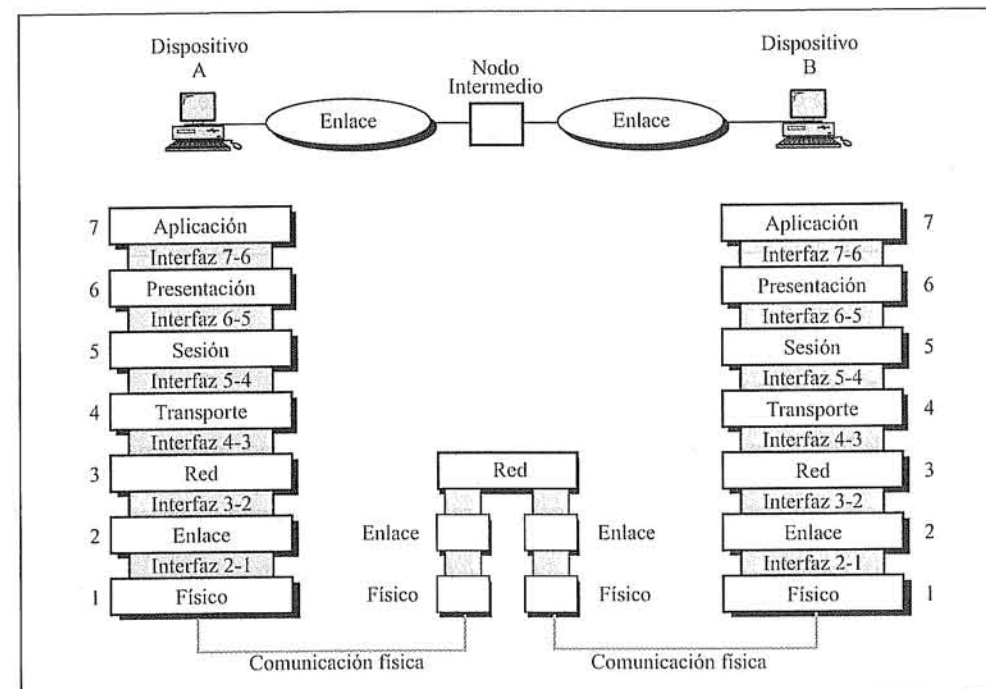 Dispositivo
A
Dispositivo
B
Nodo
Intermedio
Enlace
Enlace
7 Aplicación
Interfaz 7-6
6 Presentación
Interfaz 6-5
5 Sesión
Interfaz 5-4
4 Transporte
Interfaz 4-3
3 Red
Interfaz 3-2
2 Enlace
Interfaz 2-1
1 Físico
Red
Enlace
Enlace
Físico
Físico
Aplicación 7
Interfaz 7-6
Presentación 6
Interfaz 6-5
Sesión 5
Interfaz 5-4
Transporte 4
Interfaz 4-3
Red 3
Interfaz 3-2
Enlace 2
Interfaz 2-1
Físico 1
Comunicación física
Comunicación física